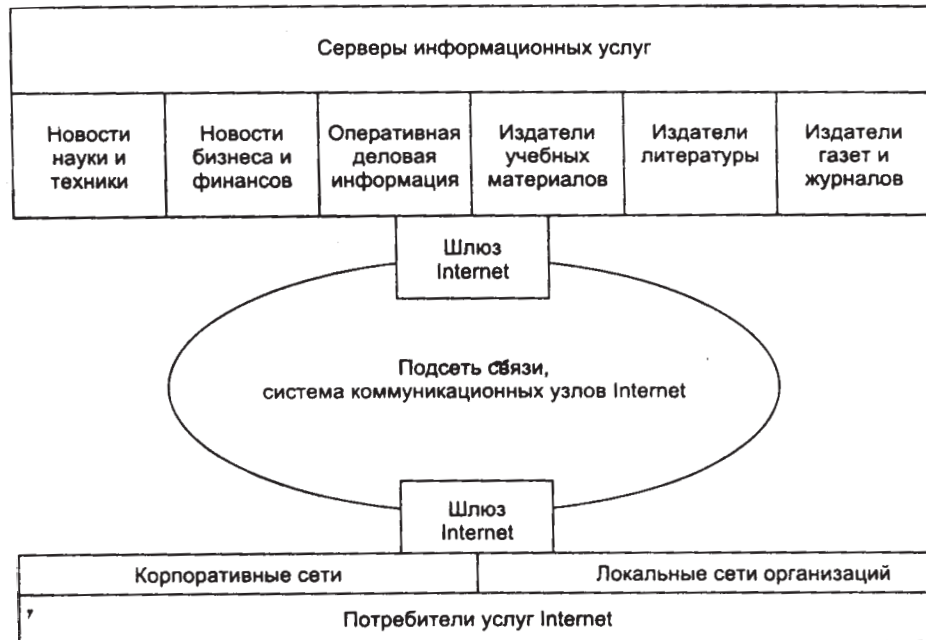 Серверы информационных услуг
Новости
науки и
техники
Новости
бизнеса и
финансов
Оперативная
деловая
информация
Издатели
учебных
материалов
Издатели
литературы
Издатели
газет и
журналов
Шлюз
Internet
Подсеть связи,
система коммуникационных узлов Internet
Шлюз
Internet
Корпоративные сети
Локальные сети организаций
Потребители услуг Internet